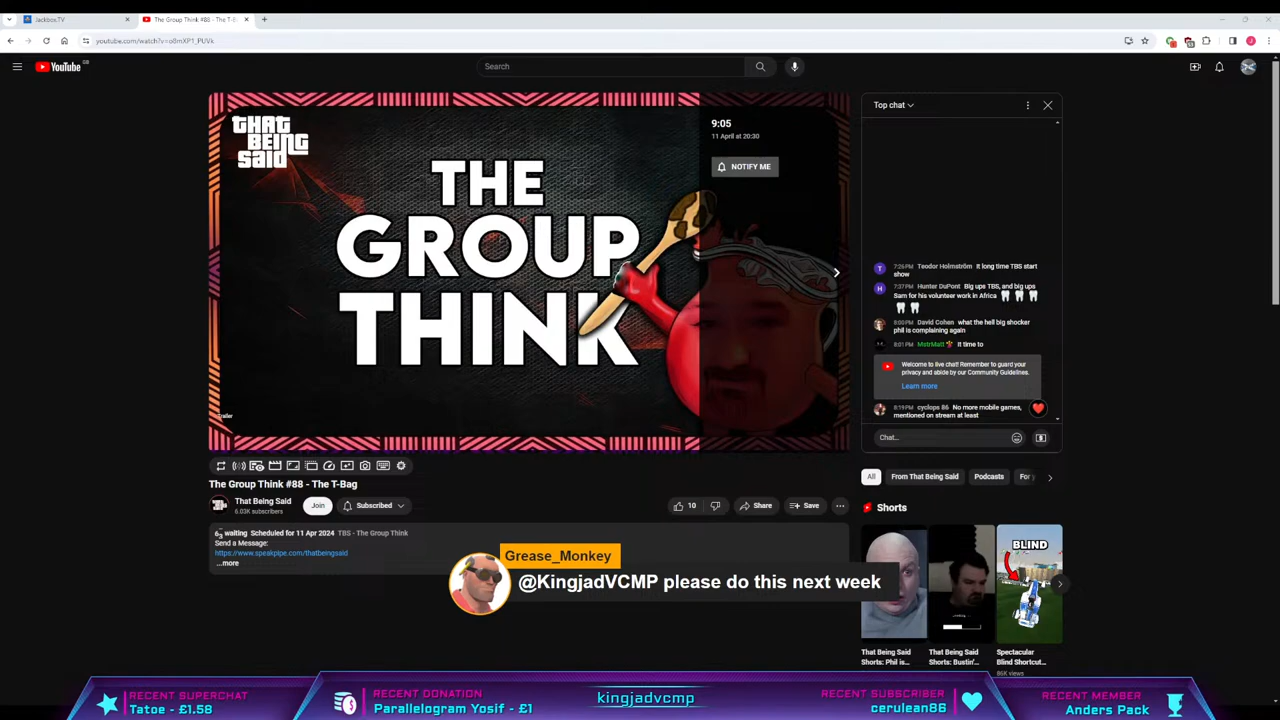 Jackbox.TV
The Group Think #88 - The T-B
youtube.com/watch?v=o8mXP1_PUVk
YouTube GB
Search
THAT
BEING
SAID
THE
GROUP
THINK
Trailer
9:05
11 April at 20:30
NOTIFY ME
Top chat
7:26 PM Teodor Holmström It long time TBS start
show
7:37 PM Hunter DuPont Big ups TBS, and big ups
Sam for his volunteer work in Africa
8:00 PM David Cohen what the hell big shocker
phil is complaining again
8:01 PM MstrMatt It time to
Welcome to live chat! Remember to guard your
privacy and abide by our Community Guidelines.
Learn more
8:19 PM cyclops 86 No more mobile games,
mentioned on stream at least
Chat...
The Group Think #88 - The T-Bag
That Being Said
6.03K subscribers
Join
Subscribed
10
Share
Save
waiting Scheduled for 11 Apr 2024 TBS - The Group Think
Send a Message:
https://www.speakpipe.com/thatbeingsaid
...more
All
From That Being Said
Podcasts
For
Shorts
BLIND
That Being Said
Shorts: Phil is...
That Being Said
Shorts: Bustin'...
Spectacular
Blind Shortcut...
86K views
Grease_Monkey
@KingjadVCMP please do this next week
RECENT SUPERCHAT
Tatoe - £1.58
RECENT DONATION
Parallelogram Yosif - £1
kingjadvcmp
RECENT SUBSCRIBER
cerulean86
RECENT MEMBER
Anders Pack